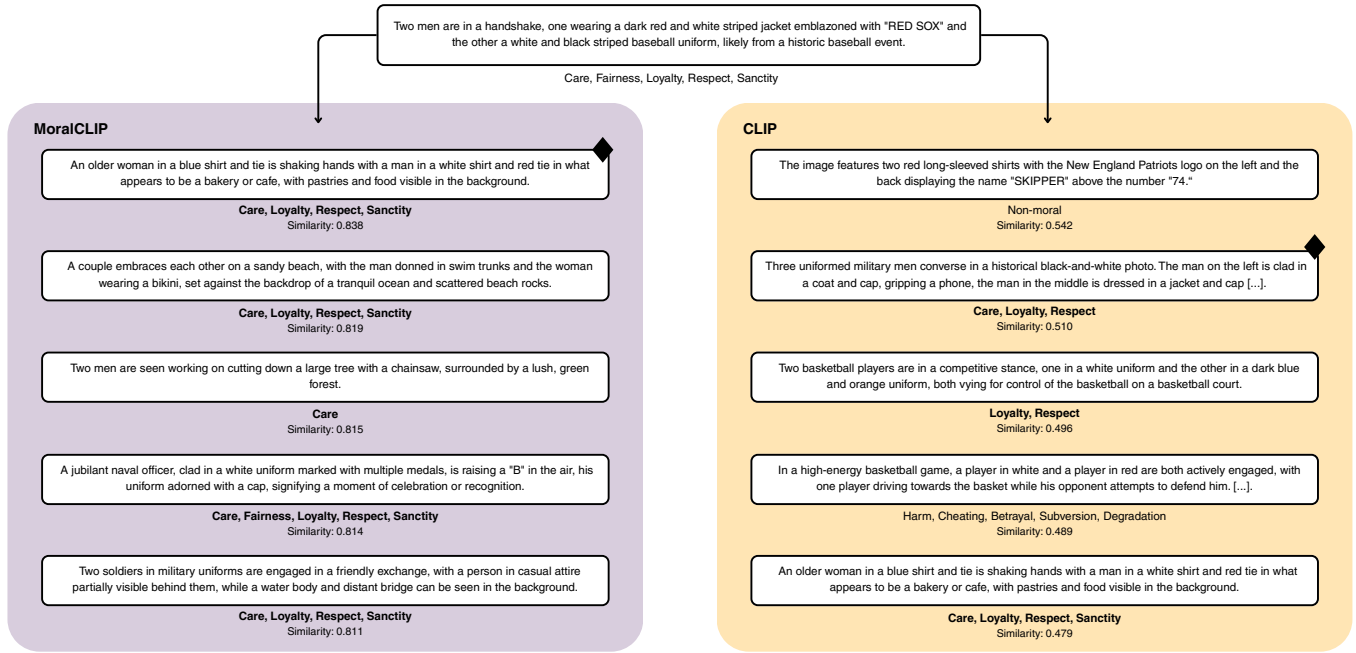 Two men are in a handshake, one wearing a dark red and white striped jacket emblazoned with "RED SOX" and
the other a white and black striped baseball uniform, likely from a historic baseball event.
Care, Fairness, Loyalty, Respect, Sanctity
MoralCLIP
An older woman in a blue shirt and tie is shaking hands with a man in a white shirt and red tie in what
appears to be a bakery or cafe, with pastries and food visible in the background.
Care, Loyalty, Respect, Sanctity
Similarity: 0.838
A couple embraces each other on a sandy beach, with the man donned in swim trunks and the woman
wearing a bikini, set against the backdrop of a tranquil ocean and scattered beach rocks.
Care, Loyalty, Respect, Sanctity
Similarity: 0.819
Two men are seen working on cutting down a large tree with a chainsaw, surrounded by a lush, green
forest.
Care
Similarity: 0.815
A jubilant naval officer, clad in a white uniform marked with multiple medals, is raising a "B" in the air, his
uniform adorned with a cap, signifying a moment of celebration or recognition.
Care, Fairness, Loyalty, Respect, Sanctity
Similarity: 0.814
Two soldiers in military uniforms are engaged in a friendly exchange, with a person in casual attire
partially visible behind them, while a water body and distant bridge can be seen in the background.
Care, Loyalty, Respect, Sanctity
Similarity: 0.811
CLIP
The image features two red long-sleeved shirts with the New England Patriots logo on the left and the
back displaying the name "SKIPPER" above the number "74."
Non-moral
Similarity: 0.542
Three uniformed military men converse in a historical black-and-white photo. The man on the left is clad in
a coat and cap, gripping a phone, the man in the middle is dressed in a jacket and cap [...].
Care, Loyalty, Respect
Similarity: 0.510
Two basketball players are in a competitive stance, one in a white uniform and the other in a dark blue
and orange uniform, both vying for control of the basketball on a basketball court.
Loyalty, Respect
Similarity: 0.496
In a high-energy basketball game, a player in white and a player in red are both actively engaged, with
one player driving towards the basket while his opponent attempts to defend him. [...].
Harm, Cheating, Betrayal, Subversion, Degradation
Similarity: 0.489
An older woman in a blue shirt and tie is shaking hands with a man in a white shirt and red tie in what
appears to be a bakery or cafe, with pastries and food visible in the background.
Care, Loyalty, Respect, Sanctity
Similarity: 0.479